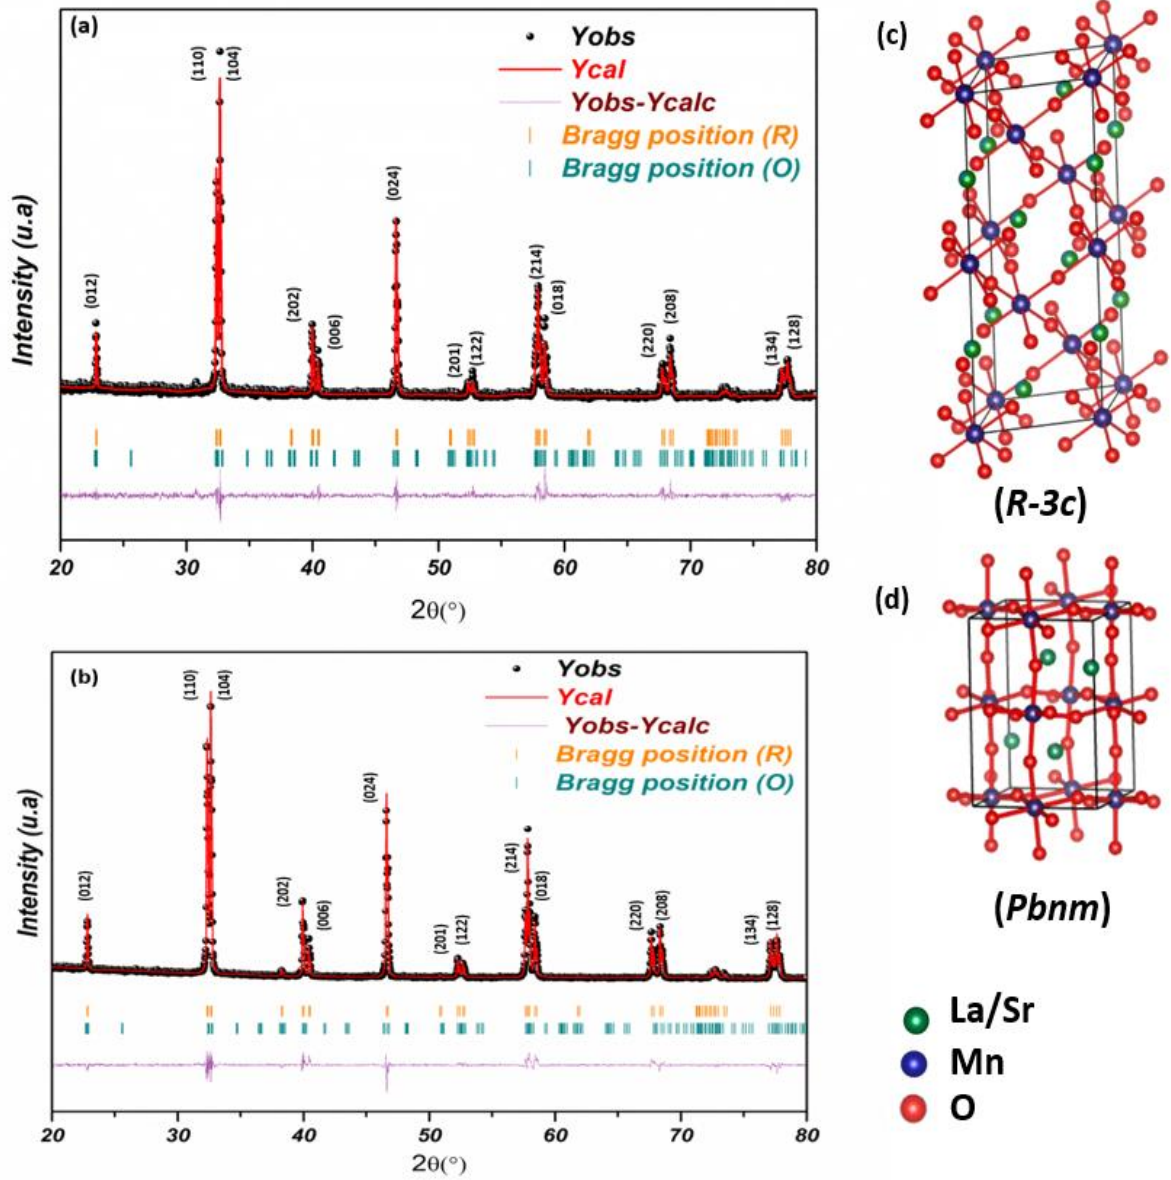 (a)
Yobs
Ycal
Yobs-Ycalc
Bragg position (R)
Bragg position (O)
(012)
(110)
(104)
(202)
(006)
(024)
(201)
(122)
(214)
(018)
(220)
(208)
(134)
(128)
Intensity (u.a)
20 30 40 50 60 70 80
2θ(°)
(b)
Yobs
Ycal
Yobs-Ycalc
Bragg position (R)
Bragg position (O)
(012)
(110)
(104)
(202)
(006)
(024)
(201)
(122)
(214)
(018)
(220)
(208)
(134)
(128)
Intensity (u.a)
20 30 40 50 60 70 80
2θ(°)
(c)
(R-3c)
(d)
(Pbnm)
La/Sr
Mn
O